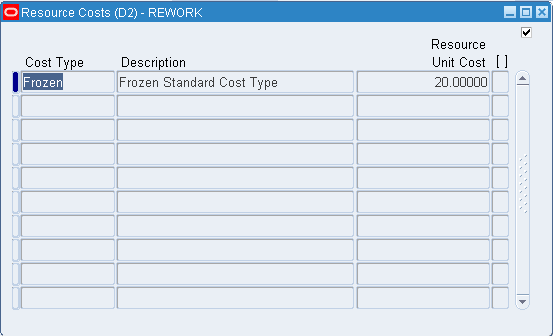 Resource Costs (D2) - REWORK
Resource
Cost Type Description Unit Cost [ ]
Frozen Frozen Standard Cost Type 20.00000